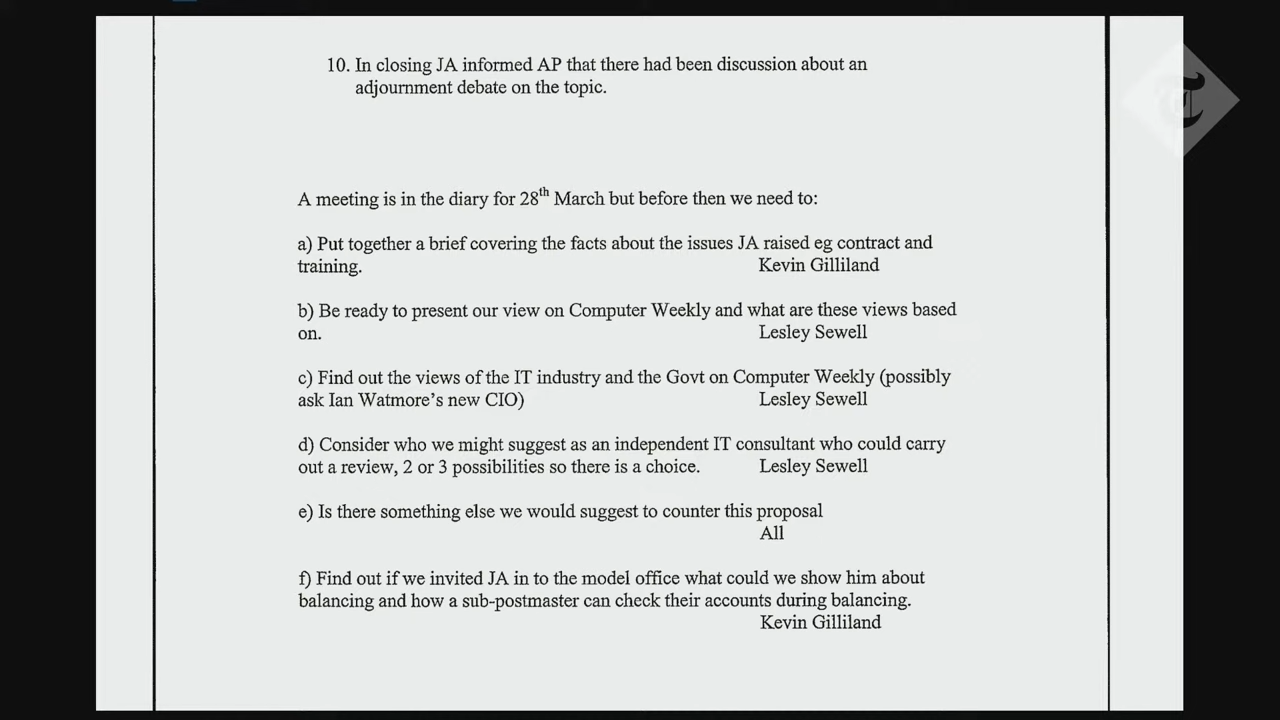 10. In closing JA informed AP that there had been discussion about an
adjournment debate on the topic.
A meeting is in the diary for 28th March but before then we need to:
a) Put together a brief covering the facts about the issues JA raised eg contract and
training. Kevin Gilliland
b) Be ready to present our view on Computer Weekly and what are these views based
on. Lesley Sewell
c) Find out the views of the IT industry and the Govt on Computer Weekly (possibly
ask Ian Watmore's new CIO) Lesley Sewell
d) Consider who we might suggest as an independent IT consultant who could carry
out a review, 2 or 3 possibilities so there is a choice. Lesley Sewell
e) Is there something else we would suggest to counter this proposal
All
f) Find out if we invited JA in to the model office what could we show him about
balancing and how a sub-postmaster can check their accounts during balancing.
Kevin Gilliland
T